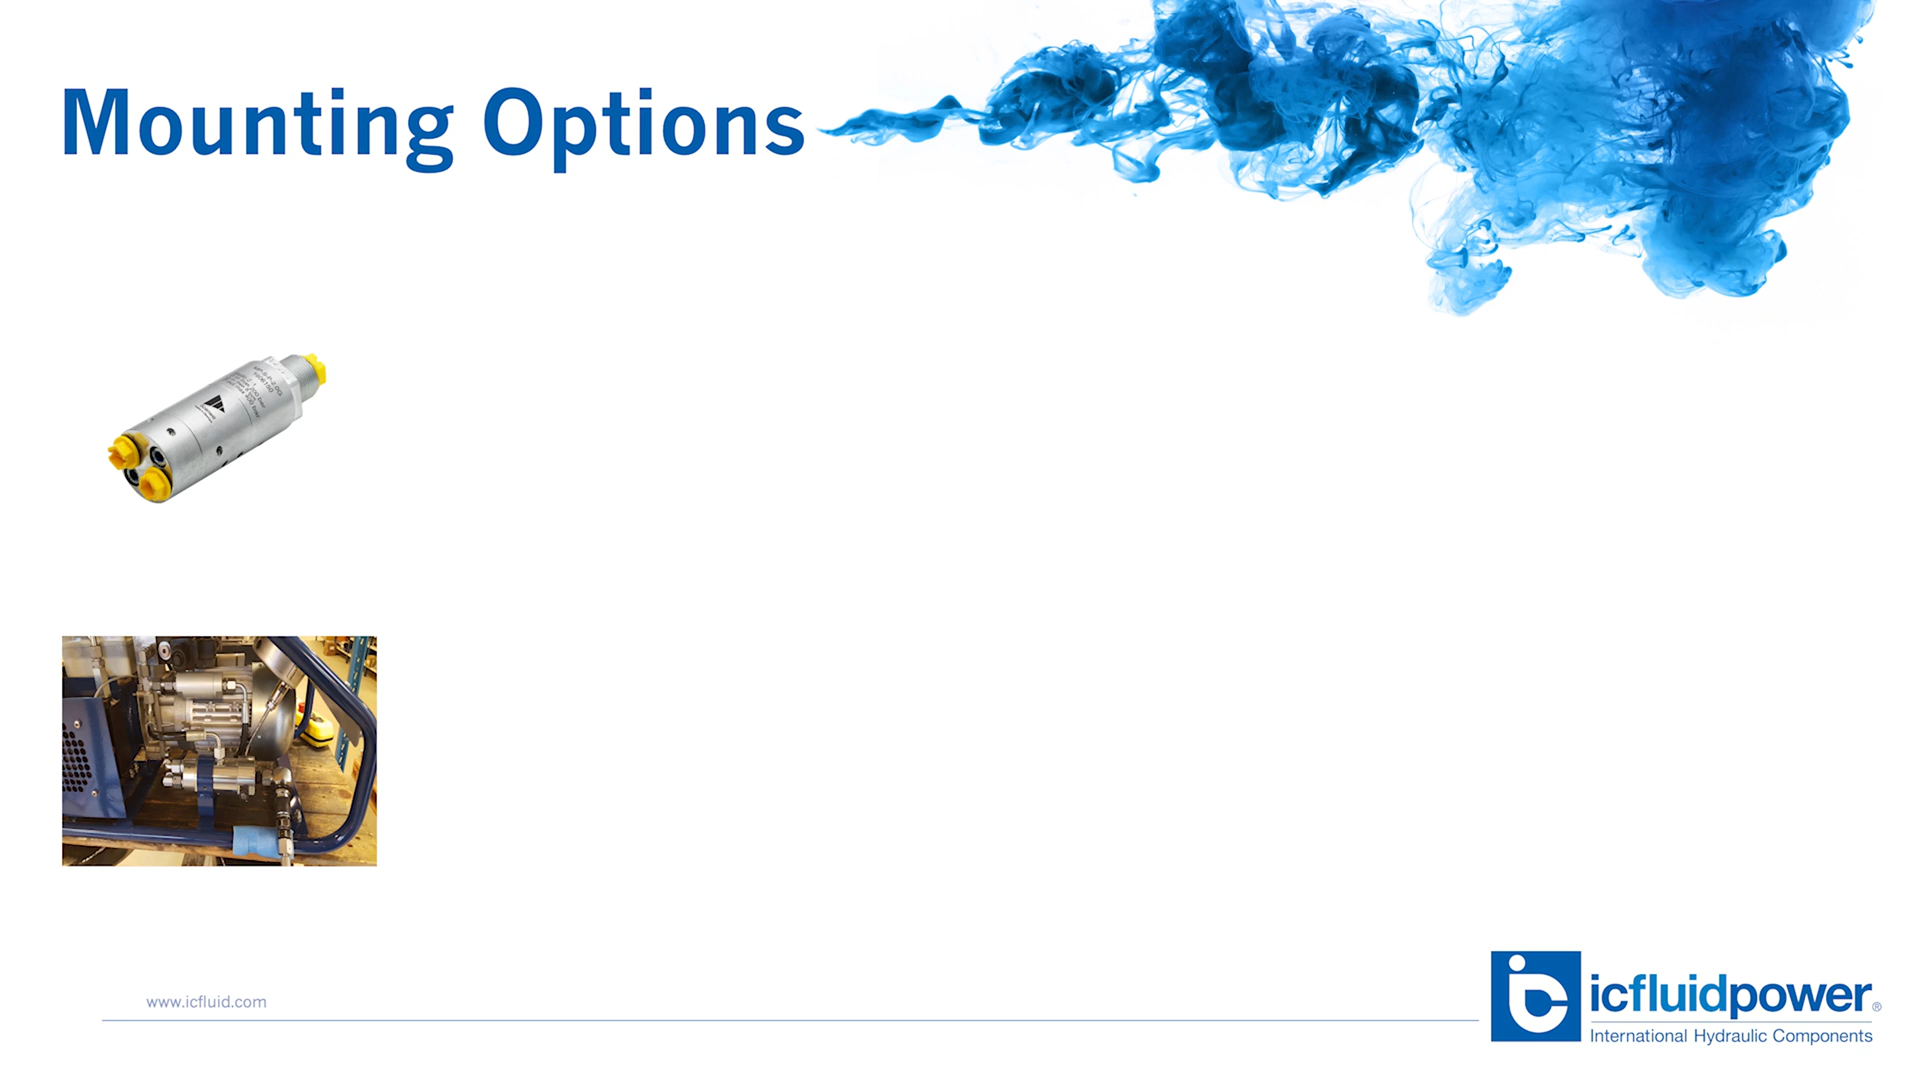 Mounting Options
www.icfluid.com
icfluidpower®
International Hydraulic Components